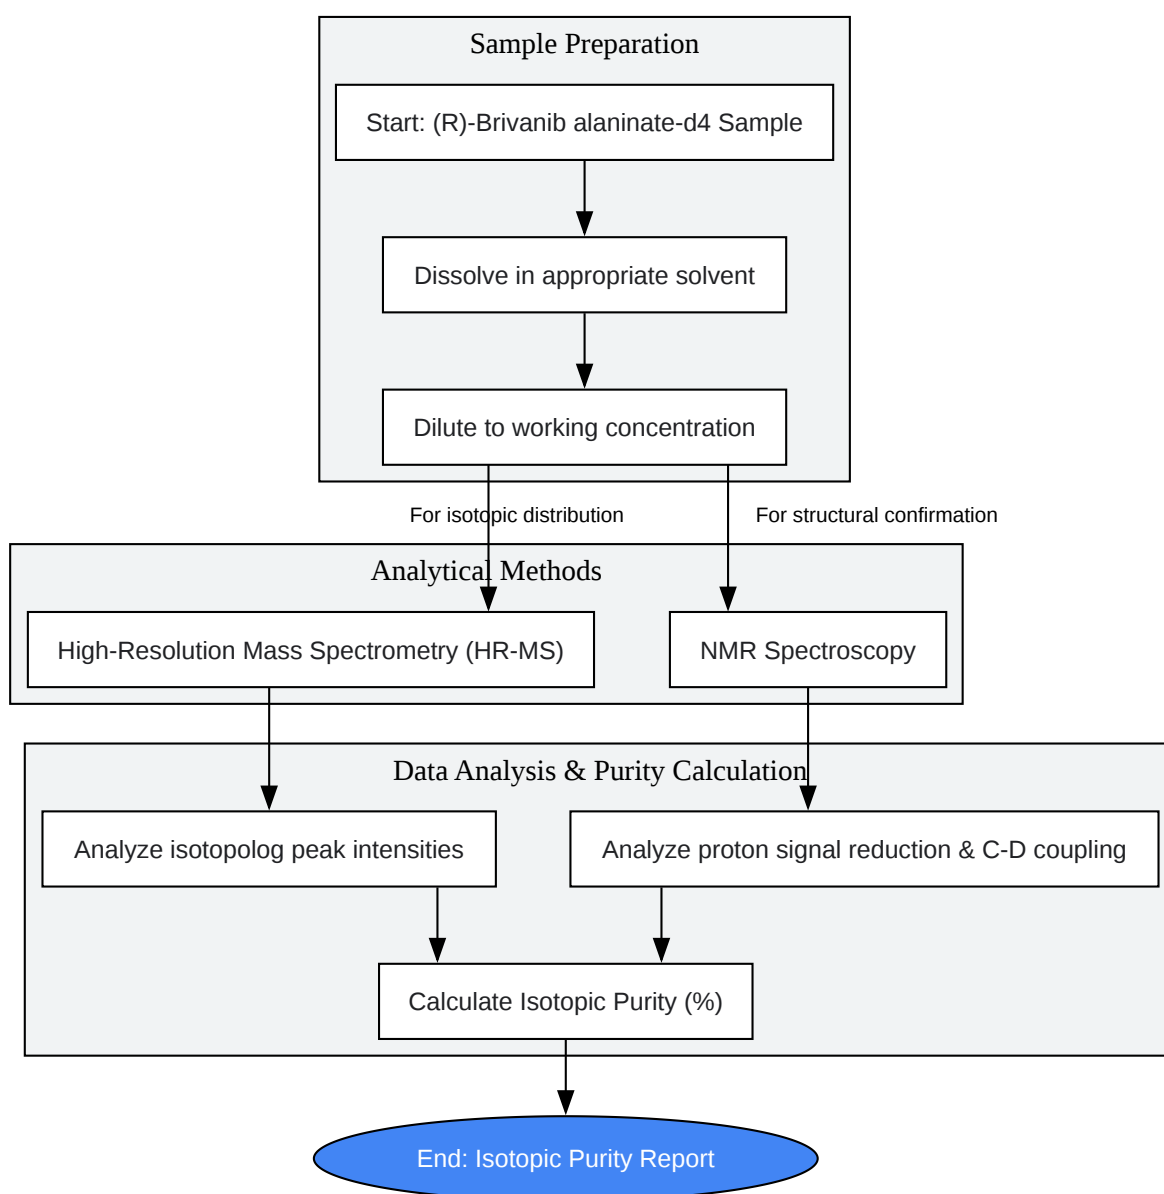 Sample Preparation
Start: (R)-Brivanib alaninate-d4 Sample
Dissolve in appropriate solvent
Dilute to working concentration
For isotopic distribution
For structural confirmation
Analytical Methods
High-Resolution Mass Spectrometry (HR-MS)
NMR Spectroscopy
Data Analysis & Purity Calculation
Analyze isotopolog peak intensities
Analyze proton signal reduction & C-D coupling
Calculate Isotopic Purity (%)
End: Isotopic Purity Report